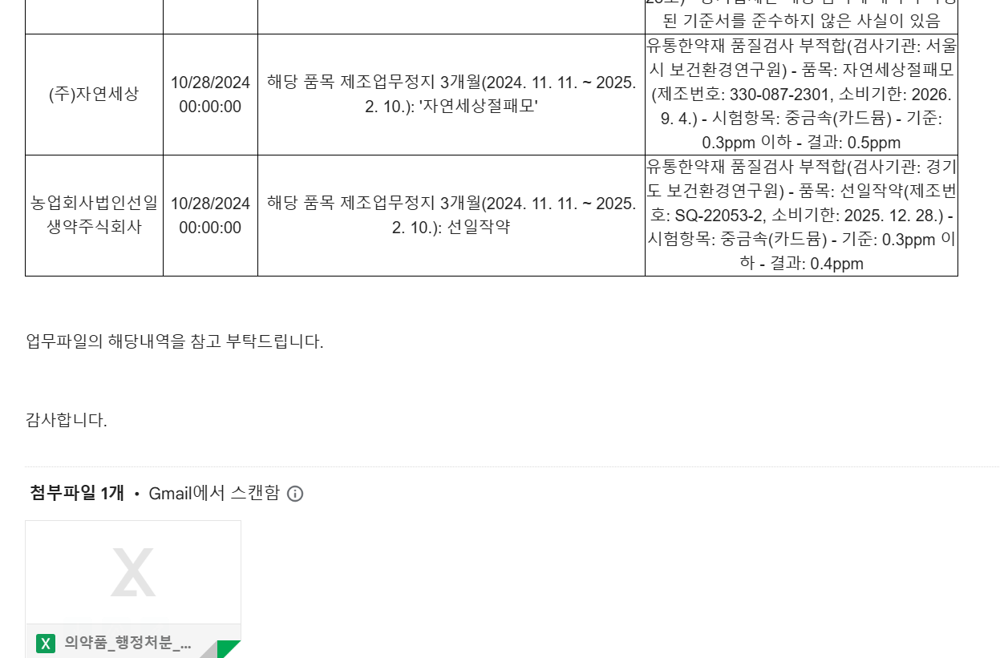 된 기준서를 준수하지 않은 사실이 있음
(주)자연세상
10/28/2024
00:00:00
해당 품목 제조업무정지 3개월(2024. 11. 11. ~ 2025.
2. 10.): '자연세상절패모'
유통한약재 품질검사 부적합(검사기관: 서울
시 보건환경연구원) - 품목: 자연세상절패모
(제조번호: 330-087-2301, 소비기한: 2026.
9. 4.) - 시험항목: 중금속(카드뮴) - 기준:
0.3ppm 이하 - 결과: 0.5ppm
농업회사법인선일
생약주식회사
10/28/2024
00:00:00
해당 품목 제조업무정지 3개월(2024. 11. 11. ~ 2025.
2. 10.): 선일작약
유통한약재 품질검사 부적합(검사기관: 경기
도 보건환경연구원) - 품목: 선일작약(제조번
호: SQ-22053-2, 소비기한: 2025. 12. 28.) -
시험항목: 중금속(카드뮴) - 기준: 0.3ppm 이
하 - 결과: 0.4ppm
업무파일의 해당내역을 참고 부탁드립니다.
감사합니다.
첨부파일 1개 • Gmail에서 스캔함
X
X 의약품_행정처분_...